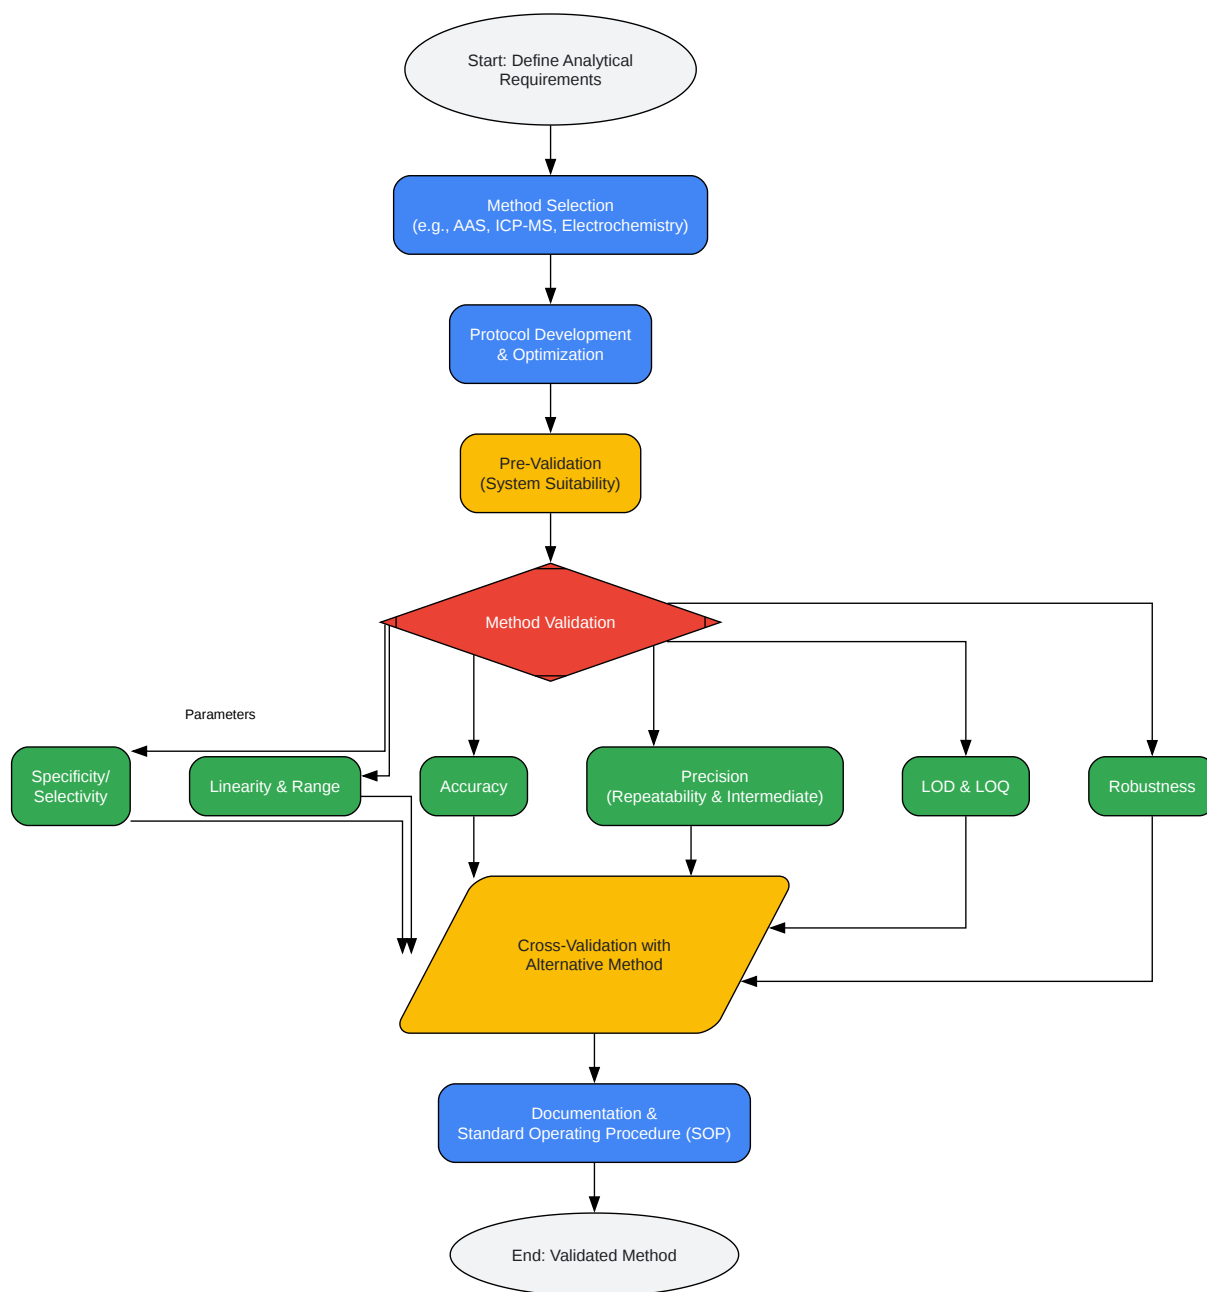 Start: Define Analytical
Requirements
Method Selection
(e.g., AAS, ICP-MS, Electrochemistry)
Protocol Development
& Optimization
Pre-Validation
(System Suitability)
Method Validation
Parameters
Specificity/
Selectivity
Linearity & Range
Accuracy
Precision
(Repeatability & Intermediate)
LOD & LOQ
Robustness
Cross-Validation with
Alternative Method
Documentation &
Standard Operating Procedure (SOP)
End: Validated Method